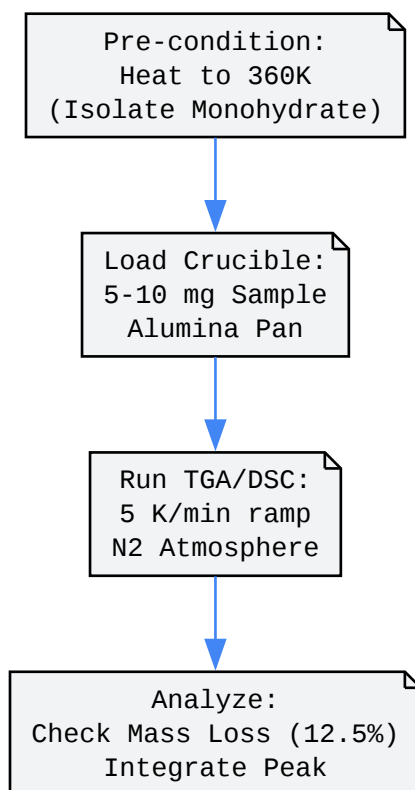 Pre-condition:
Heat to 360K
(Isolate Monohydrate)
Load Crucible:
5-10 mg Sample
Alumina Pan
Run TGA/DSC:
5 K/min ramp
N2 Atmosphere
Analyze:
Check Mass Loss (12.5%)
Integrate Peak